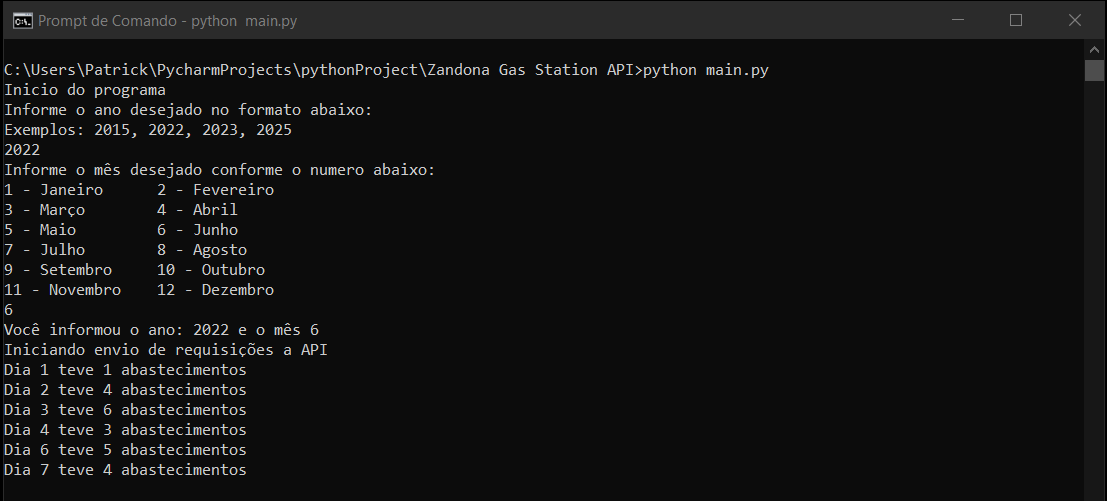 Prompt de Comando - python  main.py
C:\Users\Patrick\PycharmProjects\pythonProject\Zandona Gas Station API>python main.py
Inicio do programa
Informe o ano desejado no formato abaixo:
Exemplos: 2015, 2022, 2023, 2025
2022
Informe o mês desejado conforme o numero abaixo:
1 - Janeiro      2 - Fevereiro
3 - Março        4 - Abril
5 - Maio         6 - Junho
7 - Julho        8 - Agosto
9 - Setembro     10 - Outubro
11 - Novembro    12 - Dezembro
6
Você informou o ano: 2022 e o mês 6
Iniciando envio de requisições a API
Dia 1 teve 1 abastecimentos
Dia 2 teve 4 abastecimentos
Dia 3 teve 6 abastecimentos
Dia 4 teve 3 abastecimentos
Dia 6 teve 5 abastecimentos
Dia 7 teve 4 abastecimentos